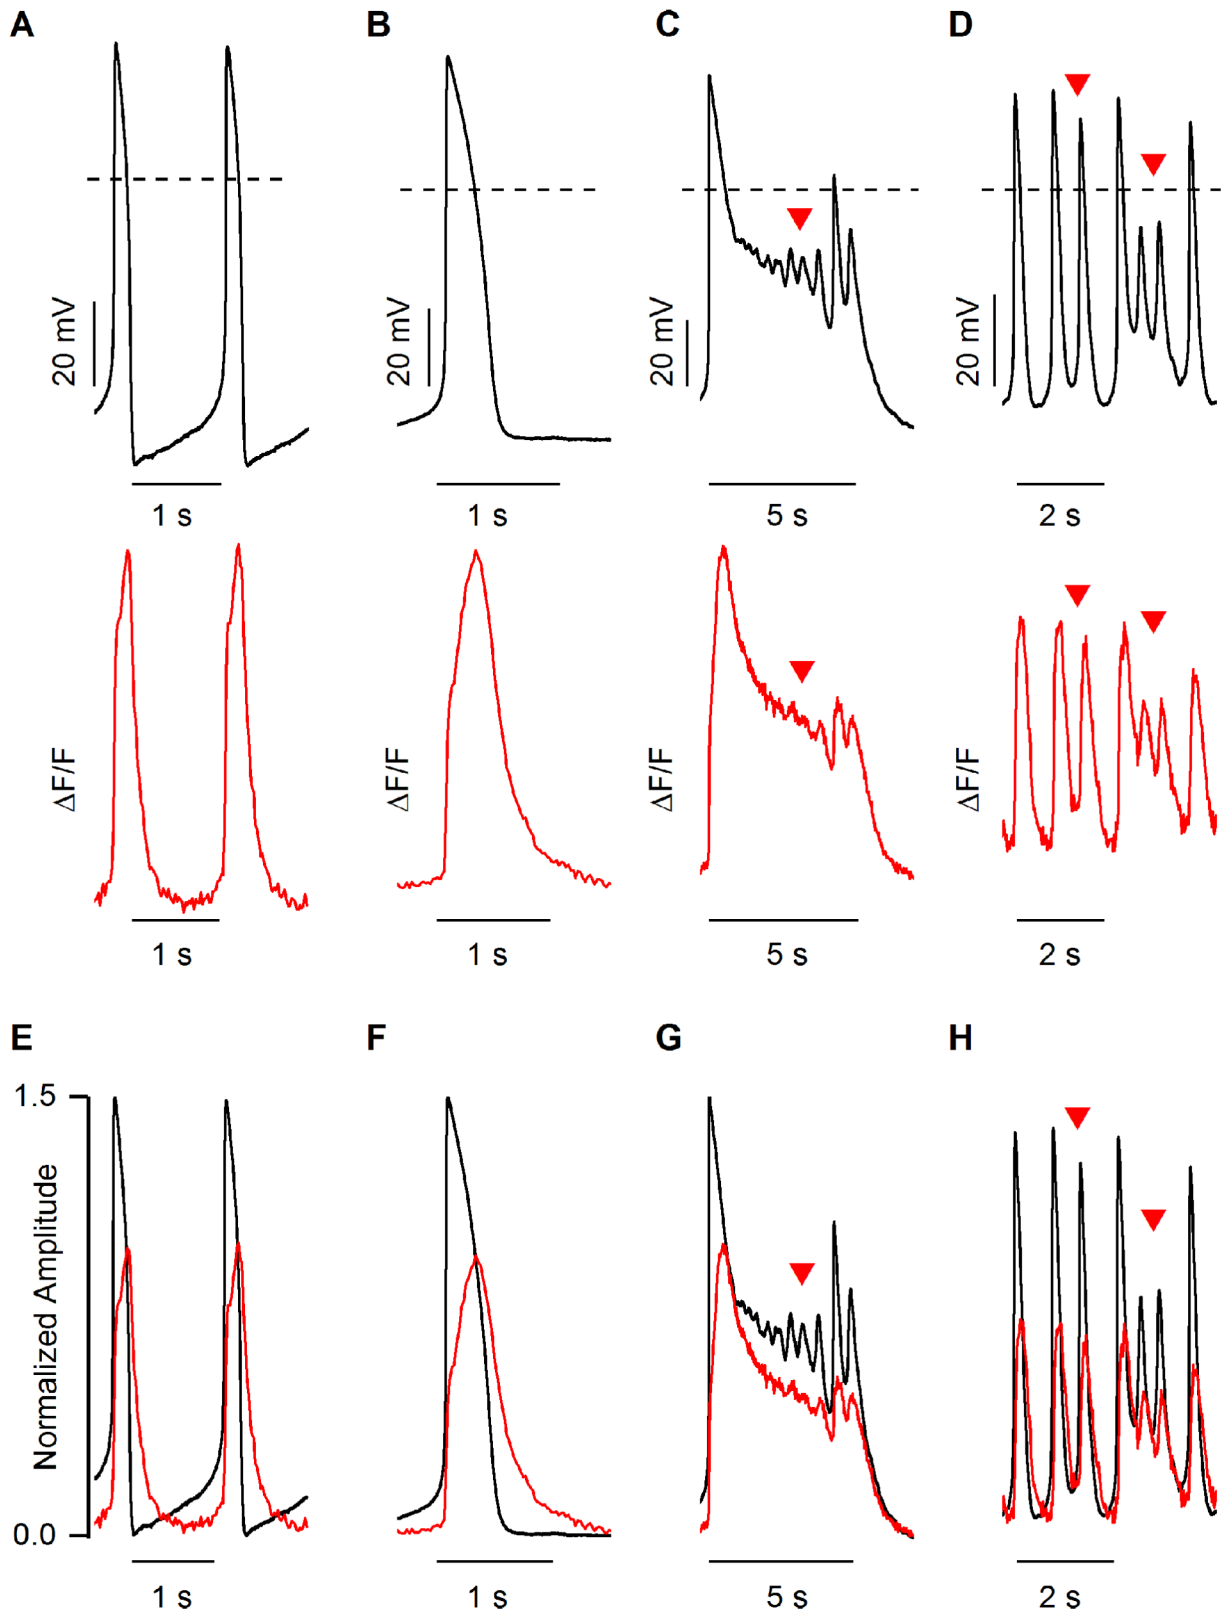 A B C D
20 mV 20 mV 20 mV 20 mV
1 s 1 s 5 s 2 s
ΔF/F ΔF/F ΔF/F ΔF/F
1 s 1 s 5 s 2 s
E F G H
1.5
Normalized Amplitude
0.0
1 s 1 s 5 s 2 s